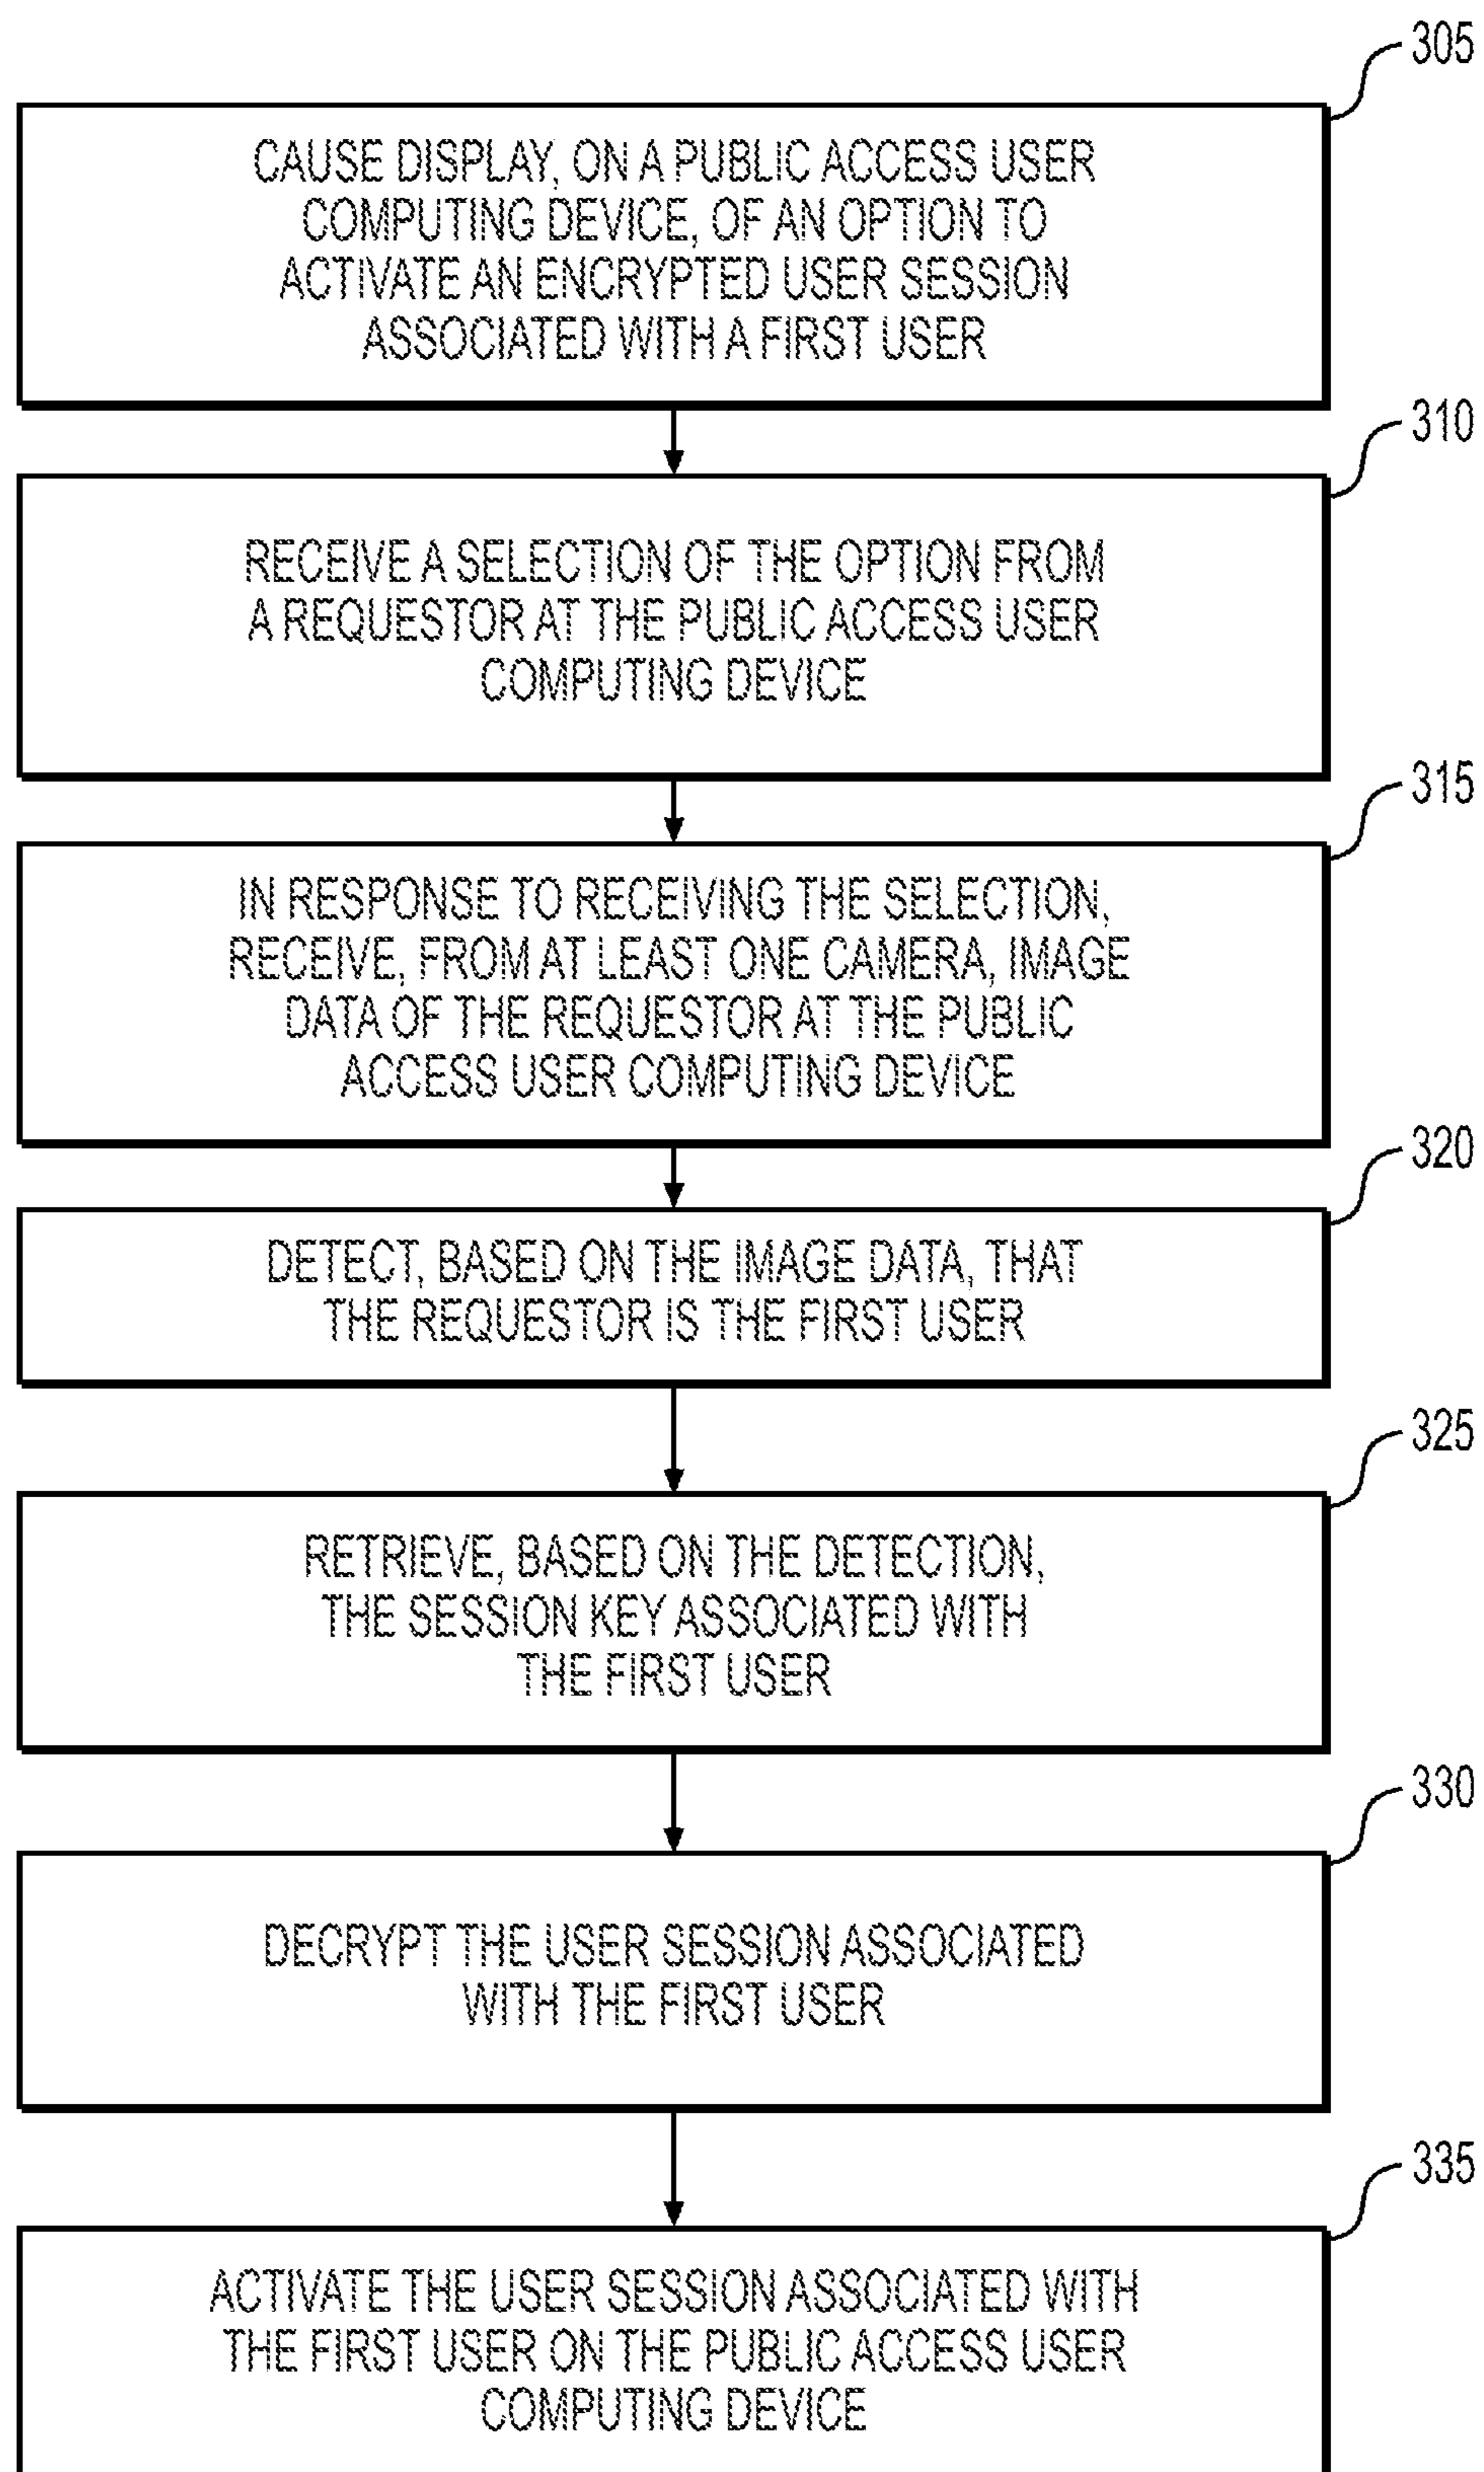 305
CAUSE DISPLAY, ON A PUBLIC ACCESS USER
COMPUTING DEVICE, OF AN OPTION TO
ACTIVATE AN ENCRYPTED USER SESSION
ASSOCIATED WITH A FIRST USER
310
RECEIVE A SELECTION OF THE OPTION FROM
A REQUESTOR AT THE PUBLIC ACCESS USER
COMPUTING DEVICE
315
IN RESPONSE TO RECEIVING THE SELECTION,
RECEIVE, FROM AT LEAST ONE CAMERA, IMAGE
DATA OF THE REQUESTOR AT THE PUBLIC
ACCESS USER COMPUTING DEVICE
320
DETECT, BASED ON THE IMAGE DATA, THAT
THE REQUESTOR IS THE FIRST USER
325
RETRIEVE, BASED ON THE DETECTION,
THE SESSION KEY ASSOCIATED WITH
THE FIRST USER
330
DECRYPT THE USER SESSION ASSOCIATED
WITH THE FIRST USER
335
ACTIVATE THE USER SESSION ASSOCIATED WITH
THE FIRST USER ON THE PUBLIC ACCESS USER
COMPUTING DEVICE